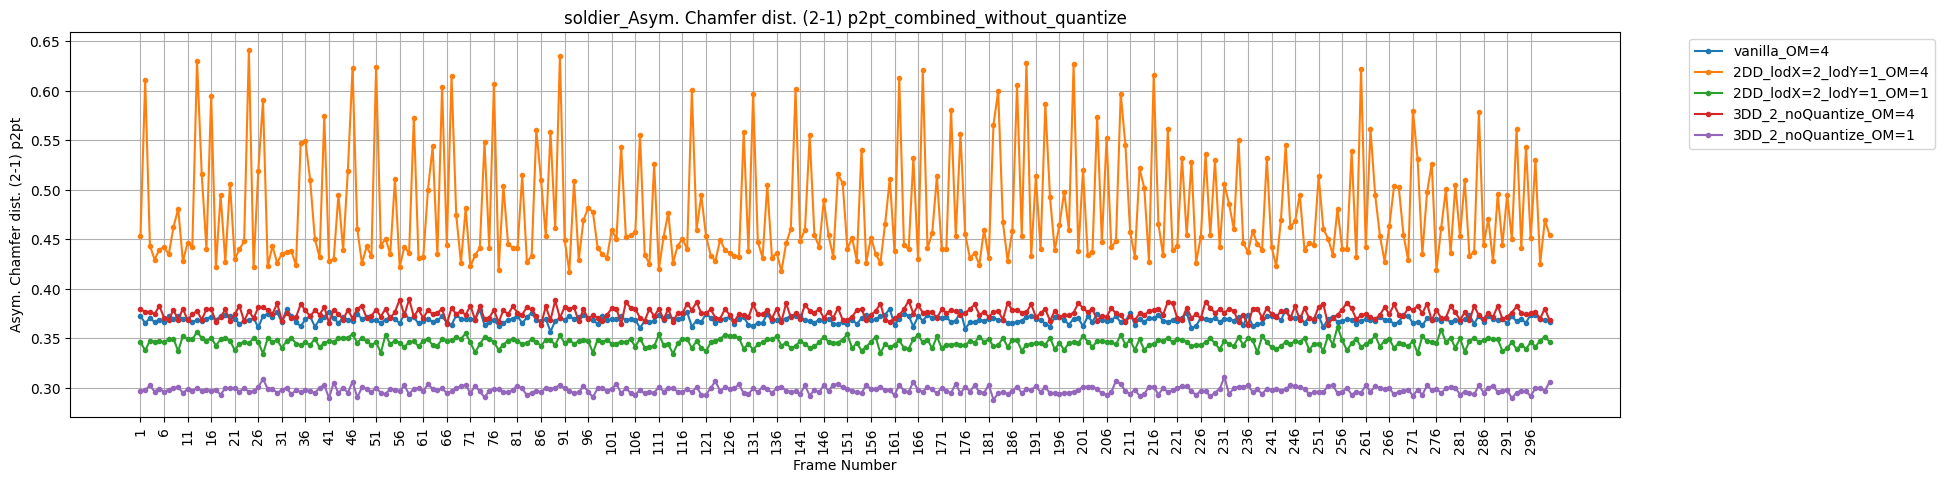 soldier_Asym. Chamfer dist. (2-1) p2pt_combined_without_quantize
Asym. Chamfer dist. (2-1) p2pt
0.65
0.60
0.55
0.50
0.45
0.40
0.35
0.30
1 6 11 16 21 26 31 36 41 46 51 56 61 66 71 76 81 86 91 96 101 106 111 116 121 126 131 136 141 146 151 156 161 166 171 176 181 186 191 196 201 206 211 216 221 226 231 236 241 246 251 256 261 266 271 276 281 286 291 296
Frame Number
vanilla_OM=4
2DD_lodX=2_lodY=1_OM=4
2DD_lodX=2_lodY=1_OM=1
3DD_2_noQuantize_OM=4
3DD_2_noQuantize_OM=1